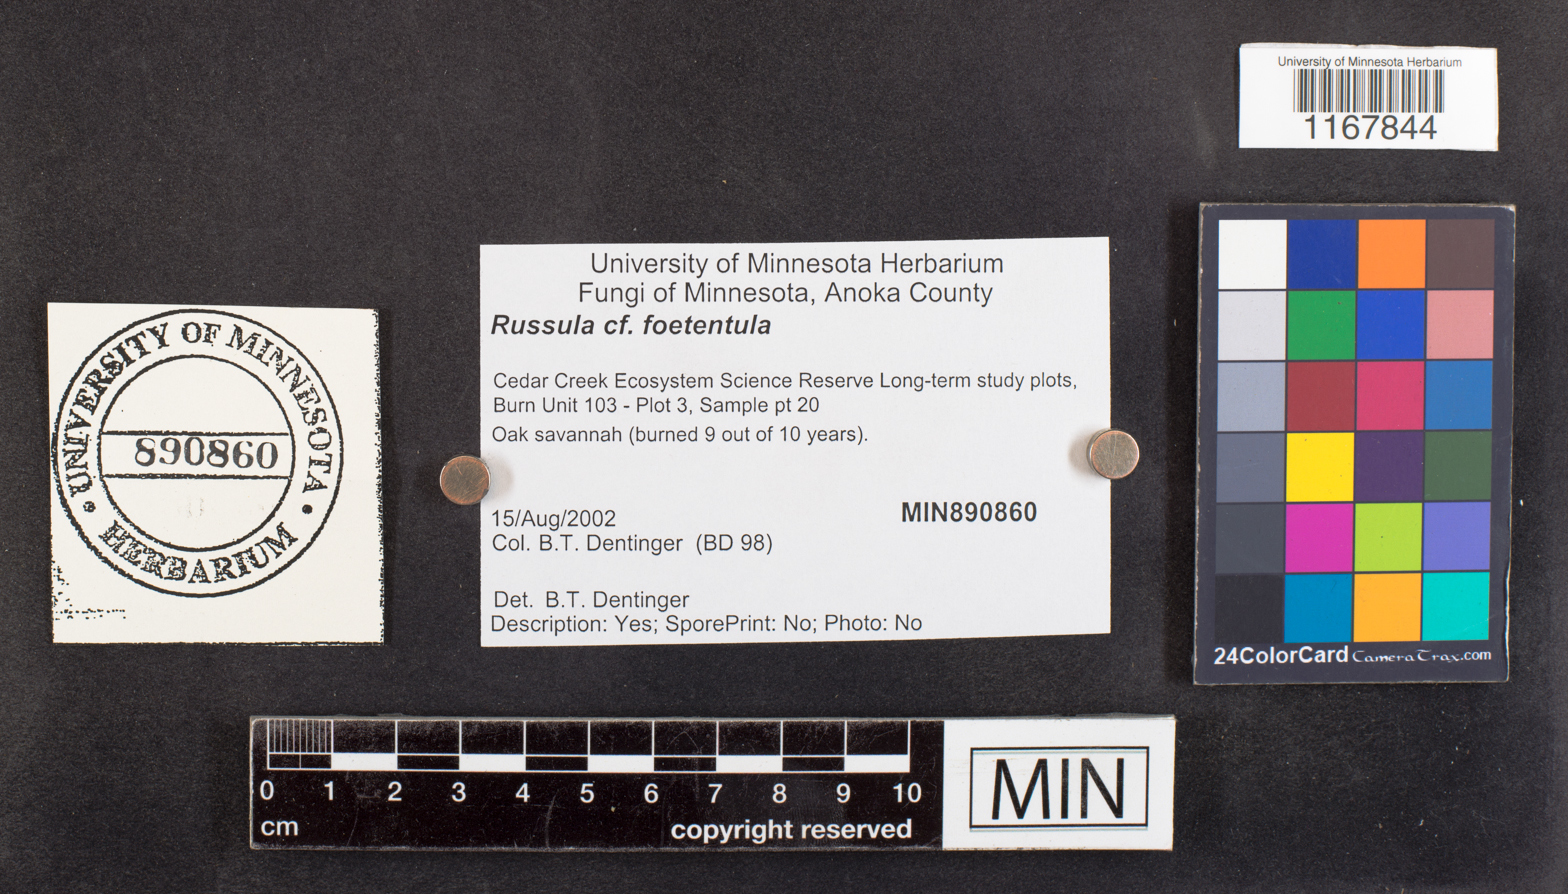 University of Minnesota Herbarium
1167844
University of Minnesota Herbarium
Fungi of Minnesota, Anoka County
Russula cf. foetentula
Cedar Creek Ecosystem Science Reserve Long-term study plots,
Burn Unit 103 - Plot 3, Sample pt 20
Oak savannah (burned 9 out of 10 years).
15/Aug/2002
MIN890860
Col. B.T. Dentinger (BD 98)
Det. B.T. Dentinger
Description: Yes; SporePrint: No; Photo: No
UNIVERSITY OF MINNESOTA
890860
HERBARIUM
24ColorCard CameraTrax.com
0 1 2 3 4 5 6 7 8 9 10
cm
copyright reserved
MIN